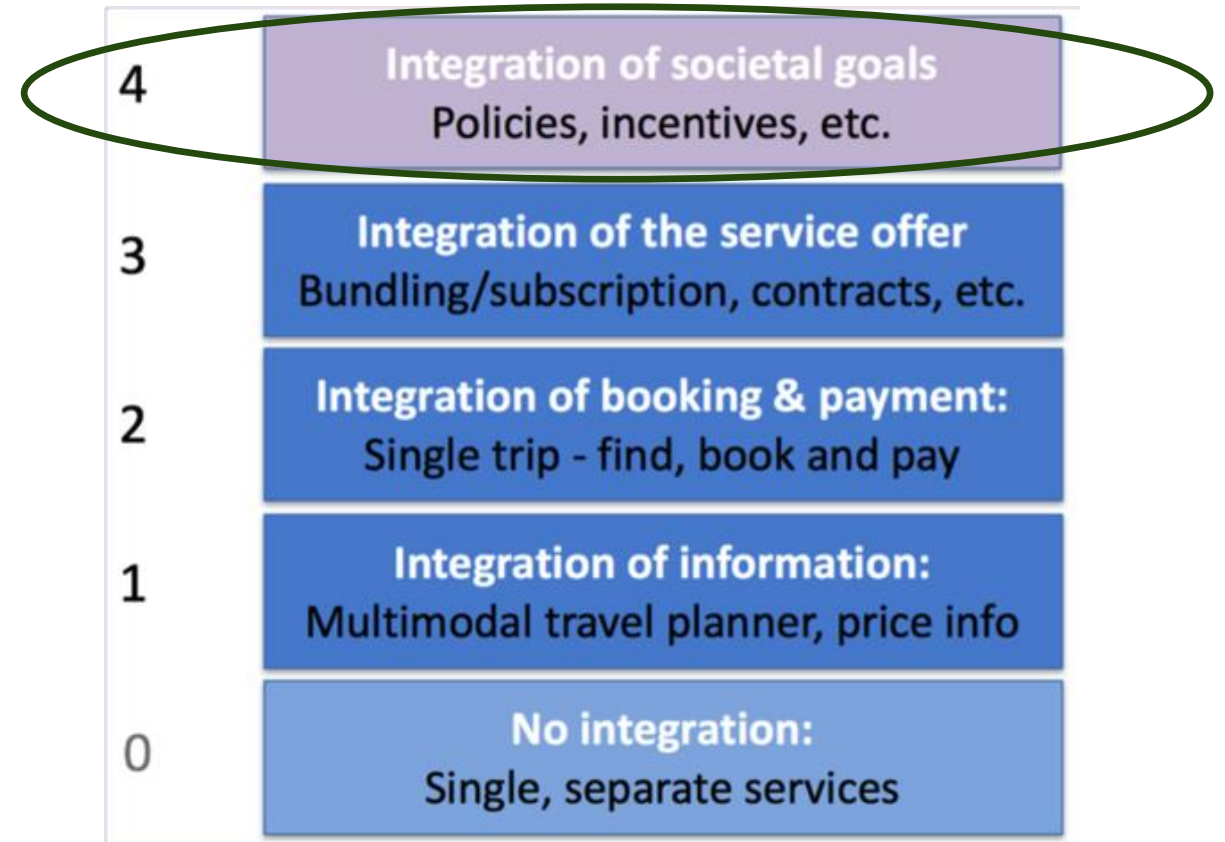 4
Integration of societal goals
Policies, incentives, etc.
3
Integration of the service offer
Bundling/subscription, contracts, etc.
2
Integration of booking & payment:
Single trip - find, book and pay
1
Integration of information:
Multimodal travel planner, price info
0
No integration:
Single, separate services